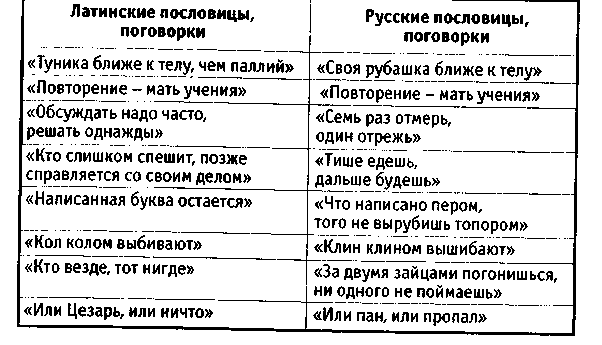 Латинские пословицы,
поговорки
Русские пословицы,
поговорки
«Туника ближе к телу, чем паллий»
«Своя рубашка ближе к телу»
«Повторение – мать учения»
«Повторение – мать учения»
«Обсуждать надо часто,
решать однажды»
«Семь раз отмерь,
один отрежь»
«Кто слишком спешит, позже
справляется со своим делом»
«Тише едешь,
дальше будешь»
«Написанная буква остается»
«Что написано пером,
того не вырубишь топором»
«Кол колом выбивают»
«Клин клином вышибают»
«Кто везде, тот нигде»
«За двумя зайцами погонишься,
ни одного не поймаешь»
«Или Цезарь, или ничто»
«Или пан, или пропал»